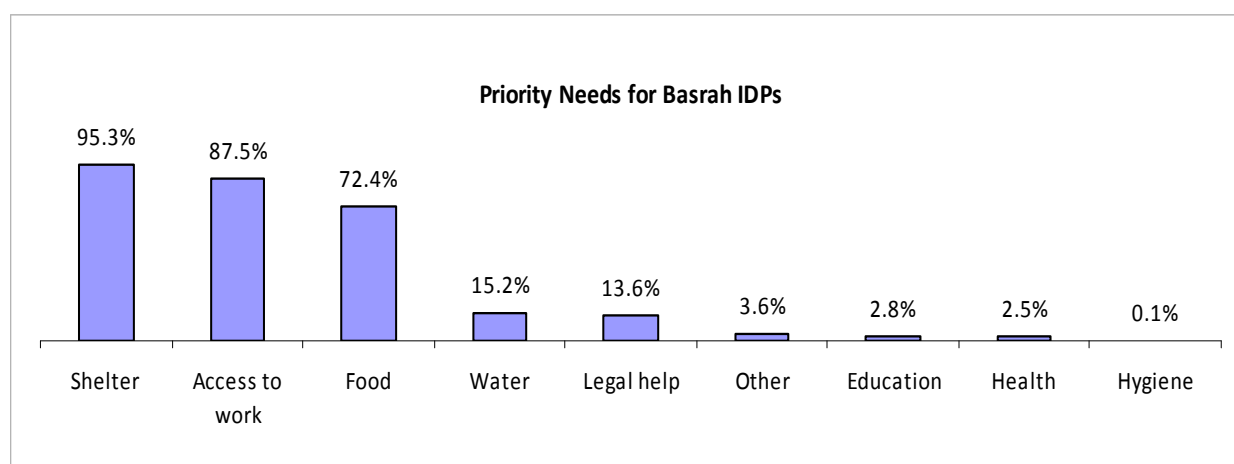 Priority Needs for Basrah IDPs
95.3%
87.5%
72.4%
15.2%
13.6%
3.6%
2.8%
2.5%
0.1%
Shelter
Access to
work
Food
Water
Legal help
Other
Education
Health
Hygiene